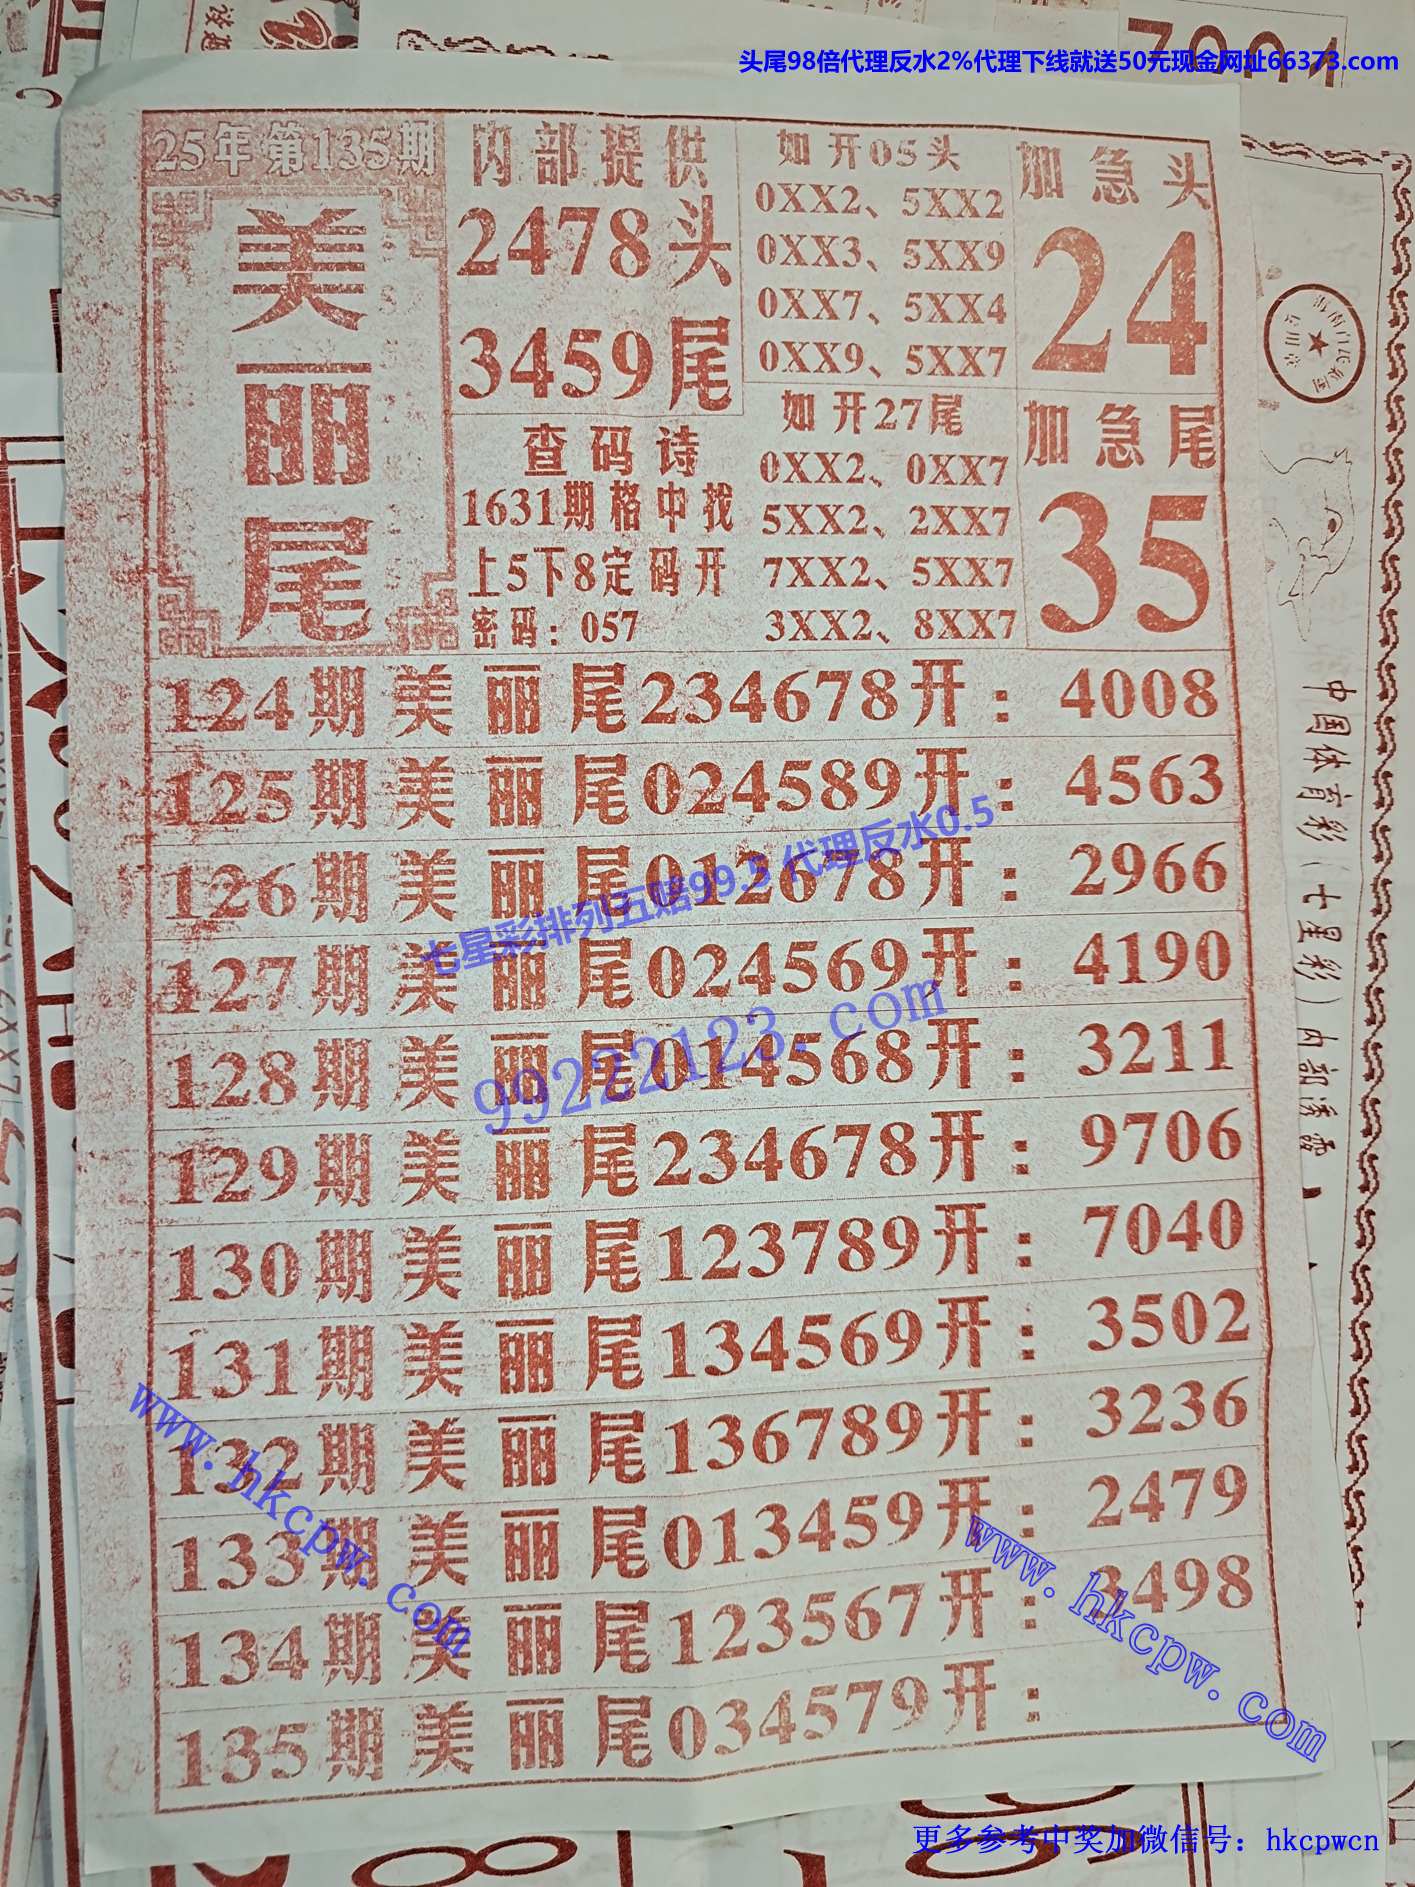 头尾98倍代理反水2%代理下线就送50元现金网址66373.com
25年第135期
美丽尾
内部提供
2478头
3459尾
查码诗
1631期格中找
上5下8定码开
密码：057
如开05头
0XX2、5XX2
0XX3、5XX9
0XX7、5XX4
0XX9、5XX7
如开27尾
0XX2、0XX7
5XX2、2XX7
7XX2、5XX7
3XX2、8XX7
加急头
24
加急尾
35
124期美丽尾234678开：4008
125期美丽尾024589开：4563
126期美丽尾012678开：2966
127期美丽尾024569开：4190
128期美丽尾014568开：3211
129期美丽尾234678开：9706
130期美丽尾123789开：7040
131期美丽尾134569开：3502
132期美丽尾136789开：3236
133期美丽尾013459开：2479
134期美丽尾123567开：3498
135期美丽尾034579开：
七星彩排列五赔99.5 代理反水0.5
99222123.com
www.hkcpw.com
www.hkcpw.com
中国体育彩（七星彩）内部透露
更多参考中奖加微信号：hkcpwcn